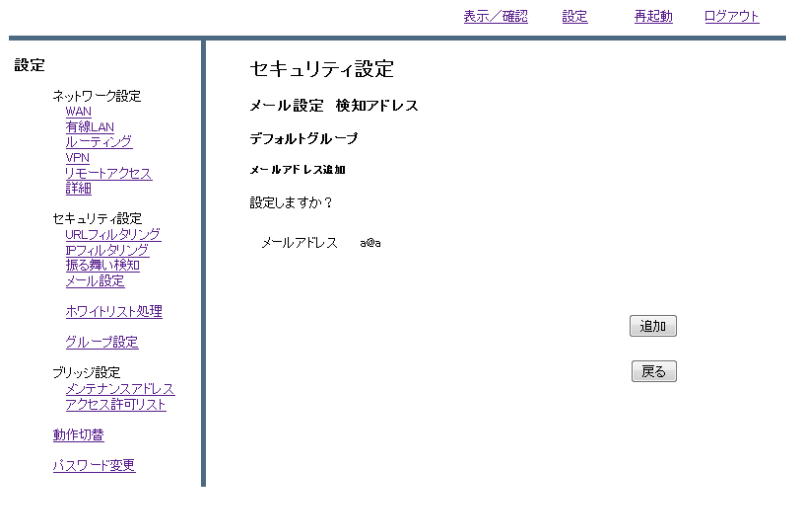 表示／確認 設定 再起動 ログアウト
設定
ネットワーク設定
WAN
有線LAN
ルーティング
VPN
リモートアクセス
詳細
セキュリティ設定
URLフィルタリング
IPフィルタリング
振る舞い検知
メール設定
ホワイトリスト処理
グループ設定
ブリッジ設定
メンテナンスアドレス
アクセス許可リスト
動作切替
パスワード変更
セキュリティ設定
メール設定 検知アドレス
デフォルトグループ
メールアドレス追加
設定しますか？
メールアドレス a@a
追加
戻る